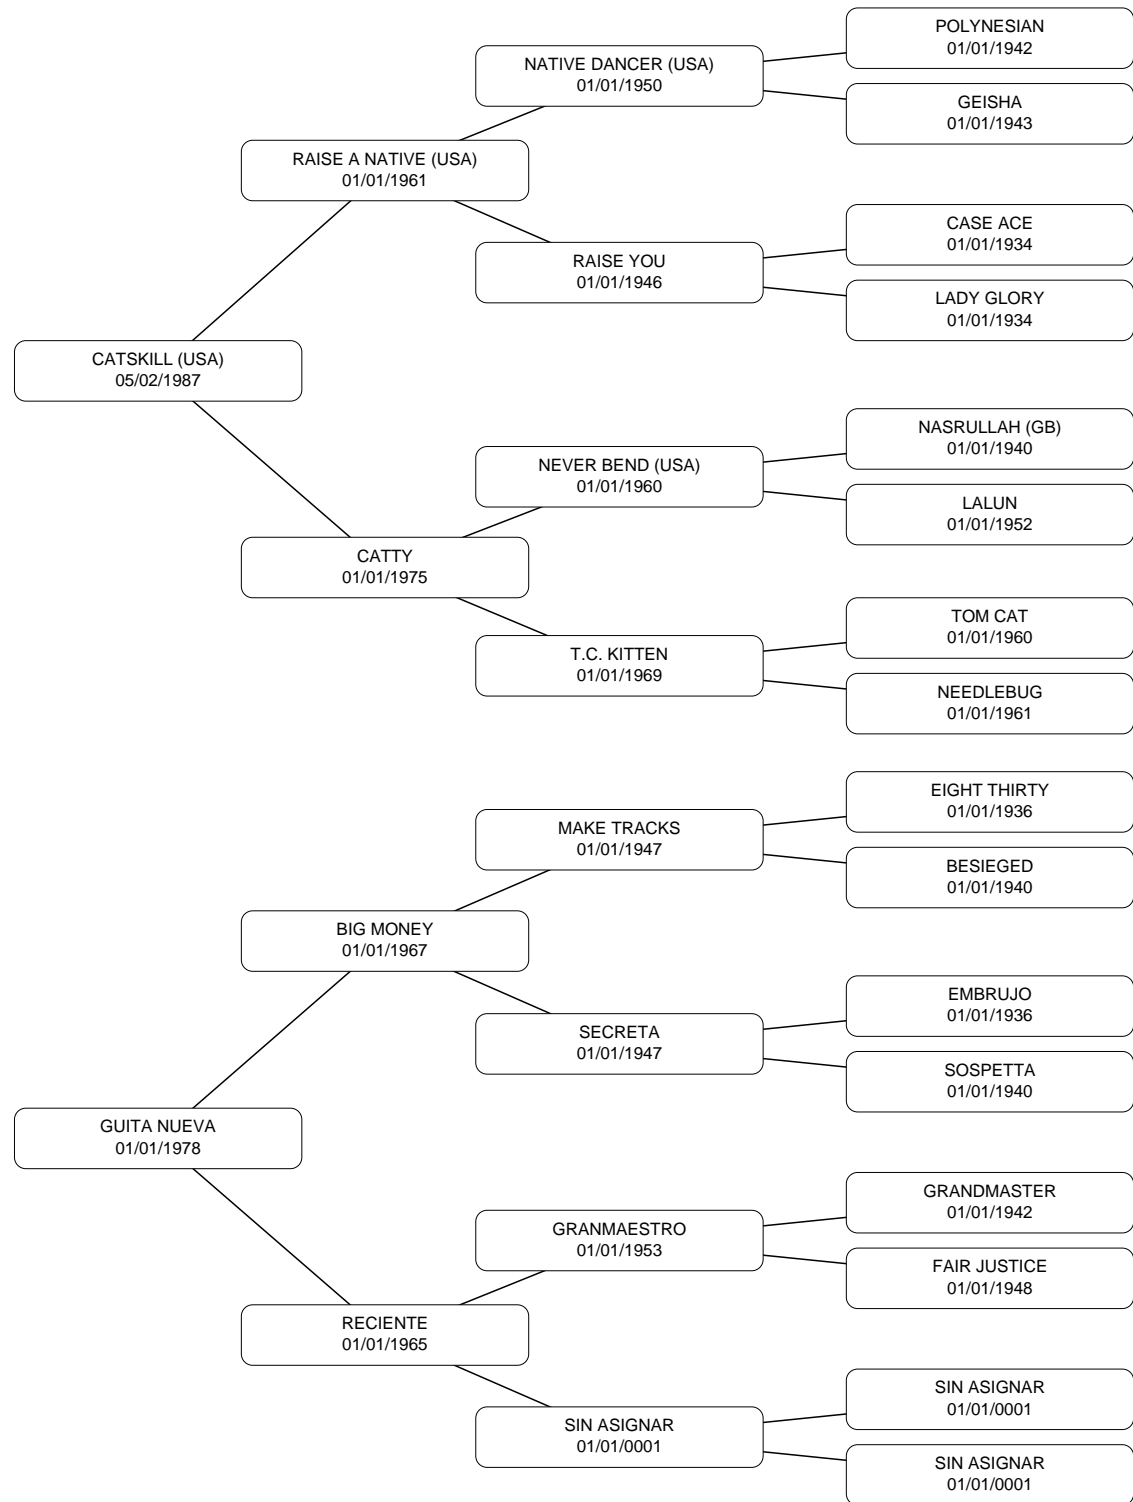 POLYNESIAN
01/01/1942
NATIVE DANCER (USA)
01/01/1950
GEISHA
01/01/1943
RAISE A NATIVE (USA)
01/01/1961
CASE ACE
01/01/1934
RAISE YOU
01/01/1946
LADY GLORY
01/01/1934
CATSKILL (USA)
05/02/1987
NASRULLAH (GB)
01/01/1940
NEVER BEND (USA)
01/01/1960
LALUN
01/01/1952
CATTY
01/01/1975
TOM CAT
01/01/1960
T.C. KITTEN
01/01/1969
NEEDLEBUG
01/01/1961
EIGHT THIRTY
01/01/1936
MAKE TRACKS
01/01/1947
BESIEGED
01/01/1940
BIG MONEY
01/01/1967
EMBRUJO
01/01/1936
SECRETA
01/01/1947
SOSPETTA
01/01/1940
GUITA NUEVA
01/01/1978
GRANDMASTER
01/01/1942
GRANMAESTRO
01/01/1953
FAIR JUSTICE
01/01/1948
RECIENTE
01/01/1965
SIN ASIGNAR
01/01/0001
SIN ASIGNAR
01/01/0001
SIN ASIGNAR
01/01/0001